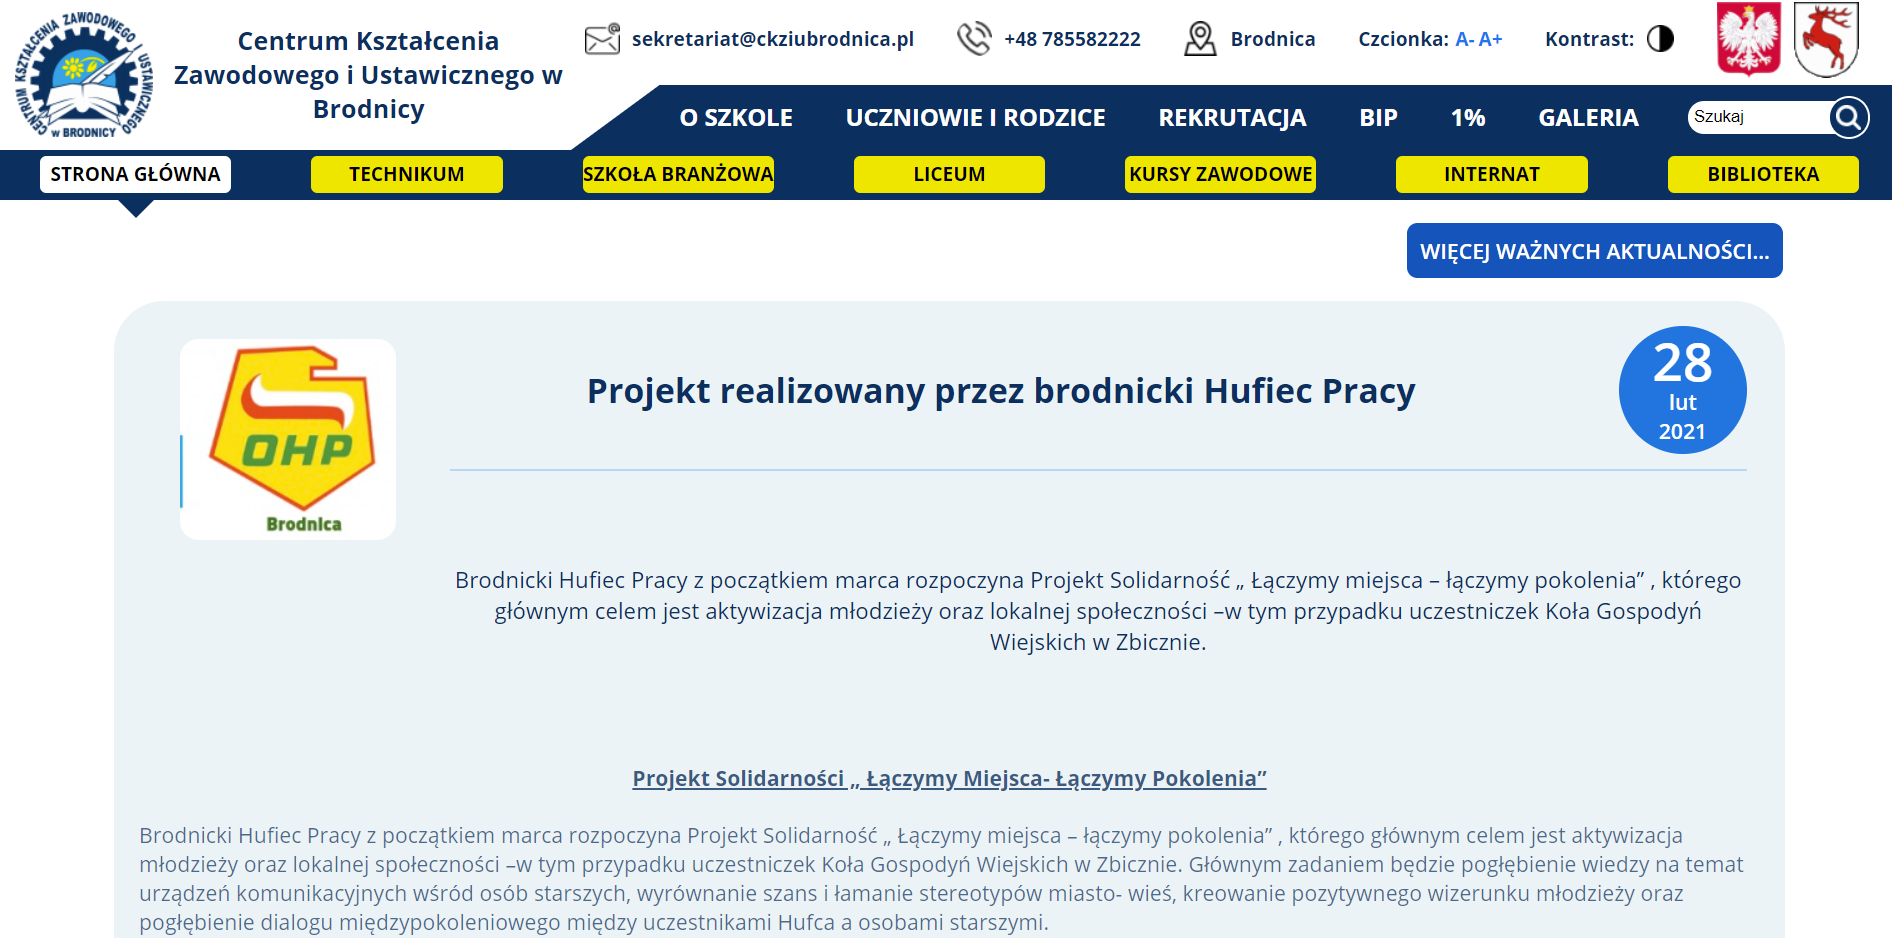 CENTRUM KSZTAŁCENIA ZAWODOWEGO I USTAWICZNEGO
w BRODNICY
Centrum Kształcenia
Zawodowego i Ustawicznego w
Brodnicy
sekretariat@ckziubrodnica.pl
+48 785582222
Brodnica
Czcionka: A- A+
Kontrast:
O SZKOLE
UCZNIOWIE I RODZICE
REKRUTACJA
BIP
1%
GALERIA
Szukaj
STRONA GŁÓWNA
TECHNIKUM
SZKOŁA BRANŻOWA
LICEUM
KURSY ZAWODOWE
INTERNAT
BIBLIOTEKA
WIĘCEJ WAŻNYCH AKTUALNOŚCI...
OHP
Brodnica
Projekt realizowany przez brodnicki Hufiec Pracy
28
lut
2021
Brodnicki Hufiec Pracy z początkiem marca rozpoczyna Projekt Solidarność „ Łączymy miejsca – łączymy pokolenia” , którego
głównym celem jest aktywizacja młodzieży oraz lokalnej społeczności –w tym przypadku uczestniczek Koła Gospodyń
Wiejskich w Zbicznie.
Projekt Solidarności „ Łączymy Miejsca- Łączymy Pokolenia”
Brodnicki Hufiec Pracy z początkiem marca rozpoczyna Projekt Solidarność „ Łączymy miejsca – łączymy pokolenia” , którego głównym celem jest aktywizacja
młodzieży oraz lokalnej społeczności –w tym przypadku uczestniczek Koła Gospodyń Wiejskich w Zbicznie. Głównym zadaniem będzie pogłębienie wiedzy na temat
urządzeń komunikacyjnych wśród osób starszych, wyrównanie szans i łamanie stereotypów miasto- wieś, kreowanie pozytywnego wizerunku młodzieży oraz
pogłębienie dialogu międzypokoleniowego między uczestnikami Hufca a osobami starszymi.